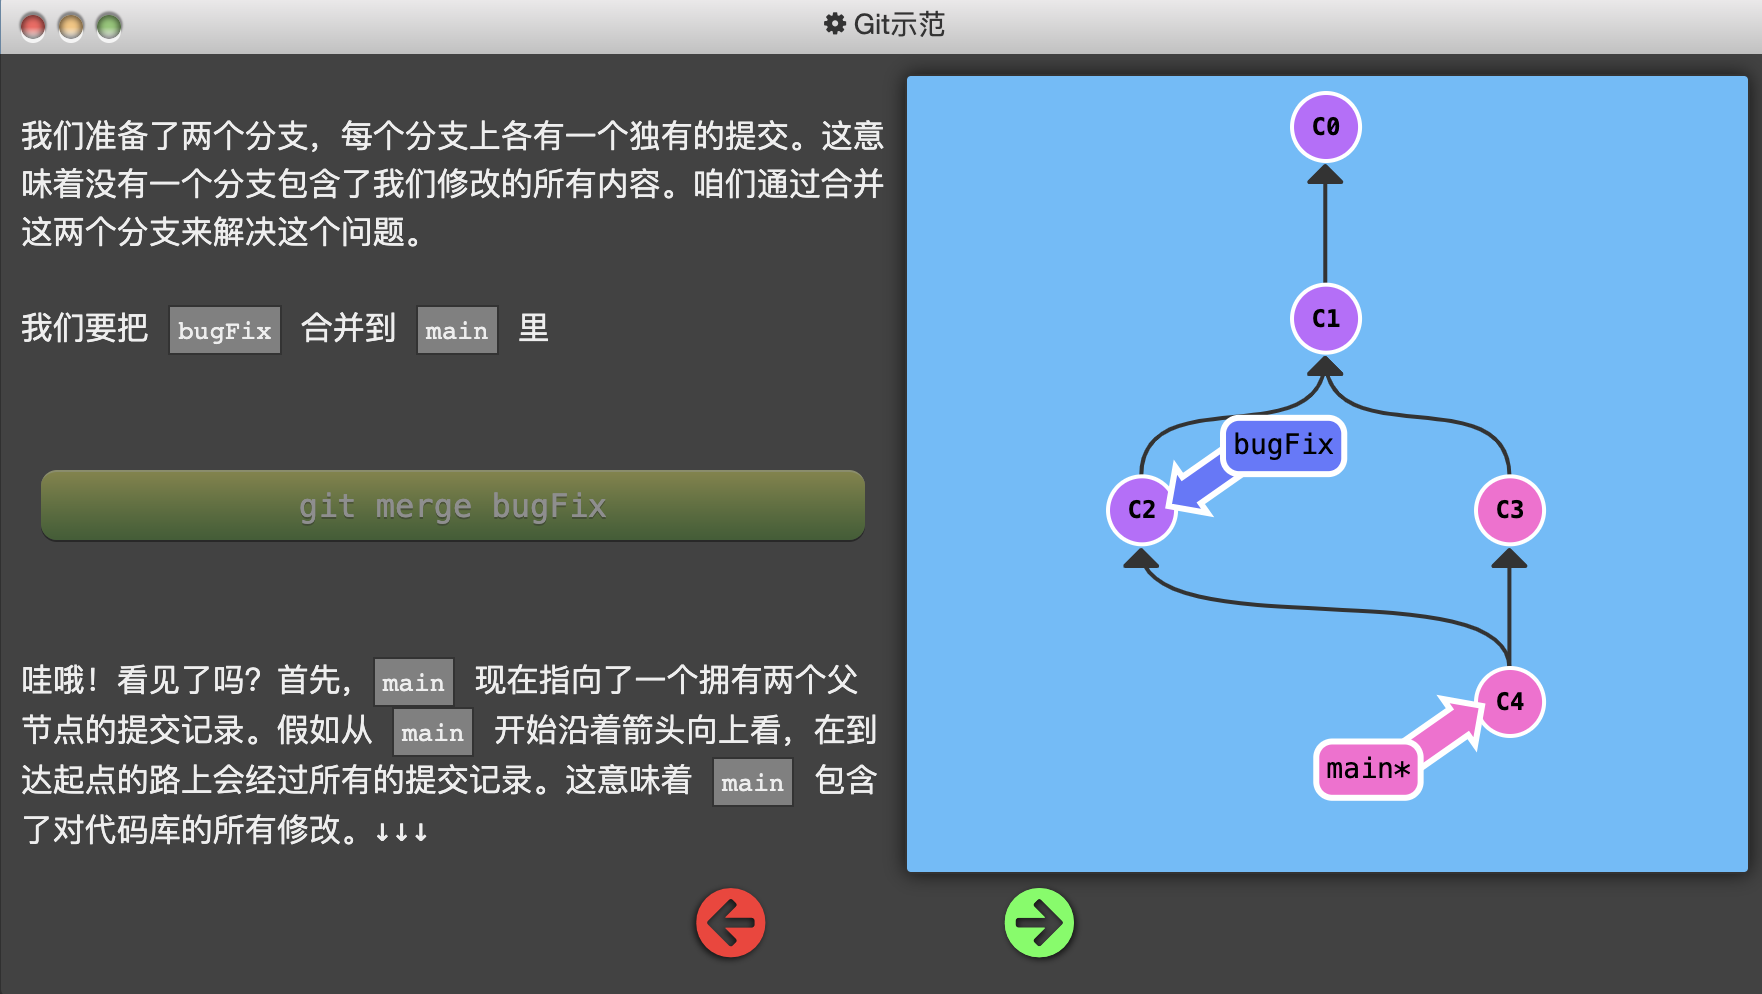 Git示范
我们准备了两个分支，每个分支上各有一个独有的提交。这意
味着没有一个分支包含了我们修改的所有内容。咱们通过合并
这两个分支来解决这个问题。
我们要把 bugFix 合并到 main 里
git merge bugFix
哇哦！看见了吗？首先， main 现在指向了一个拥有两个父
节点的提交记录。假如从 main 开始沿着箭头向上看，在到
达起点的路上会经过所有的提交记录。这意味着 main 包含
了对代码库的所有修改。↓↓↓
C0
C1
bugFix
C2
C3
C4
main*